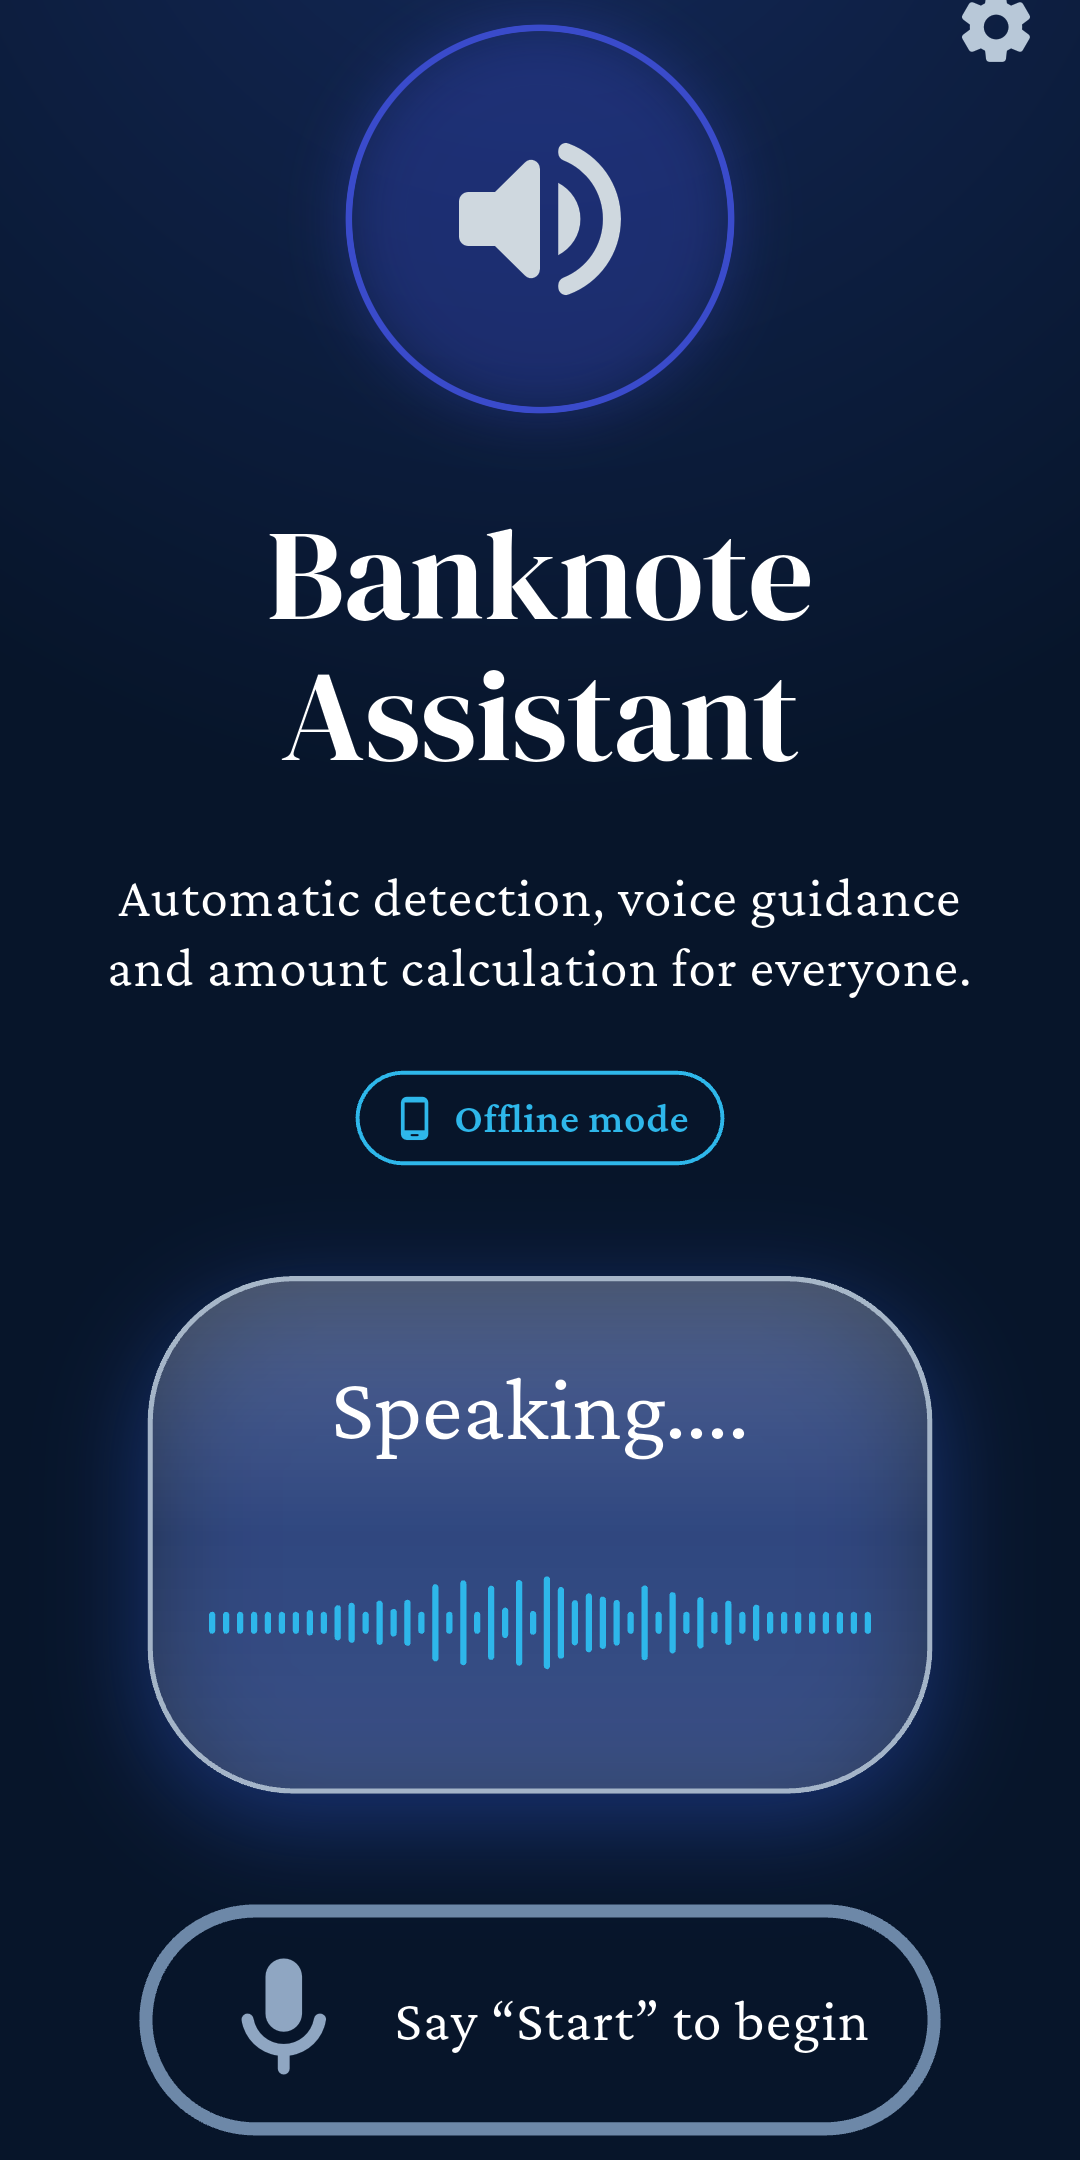 Banknote
Assistant
Automatic detection, voice guidance
and amount calculation for everyone.
Offline mode
Speaking....
Say “Start” to begin